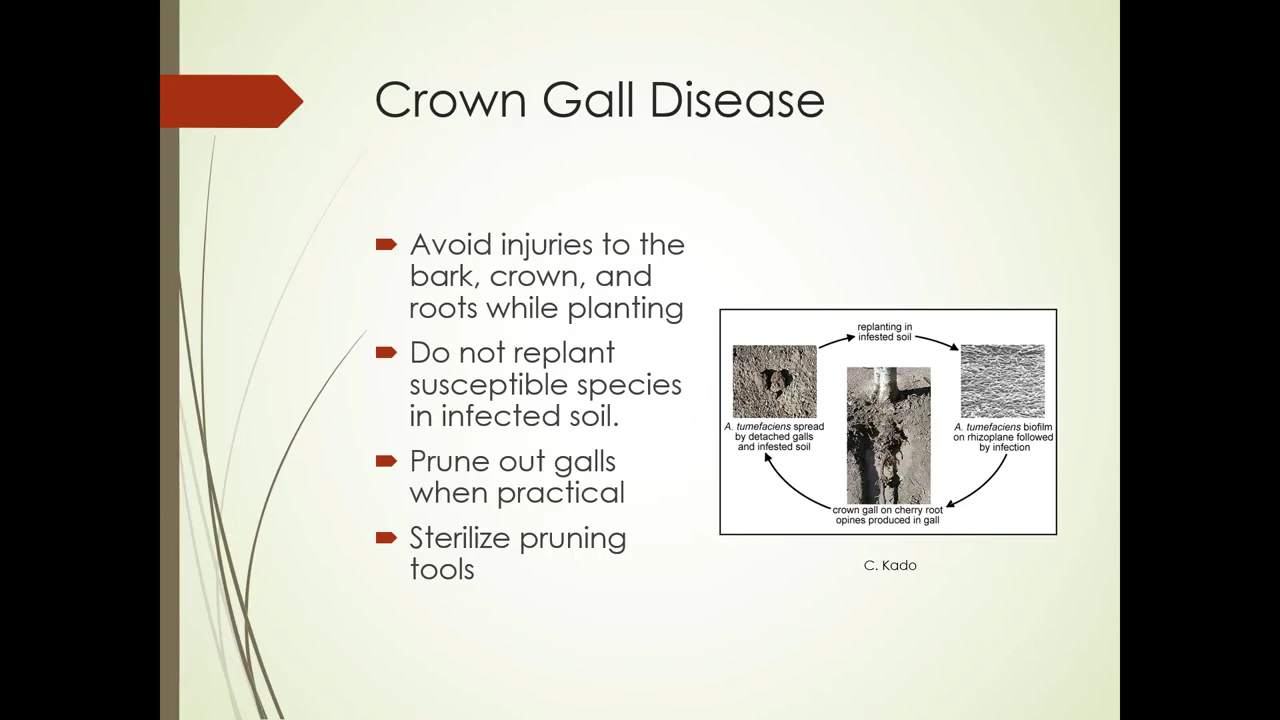 Crown Gall Disease
Avoid injuries to the
bark, crown, and
roots while planting
Do not replant
susceptible species
in infected soil.
Prune out galls
when practical
Sterilize pruning
tools
replanting in
infested soil
A. tumefaciens spread
by detached galls
and infested soil
A. tumefaciens biofilm
on rhizoplane followed
by infection
crown gall on cherry root
opines produced in gall
C. Kado